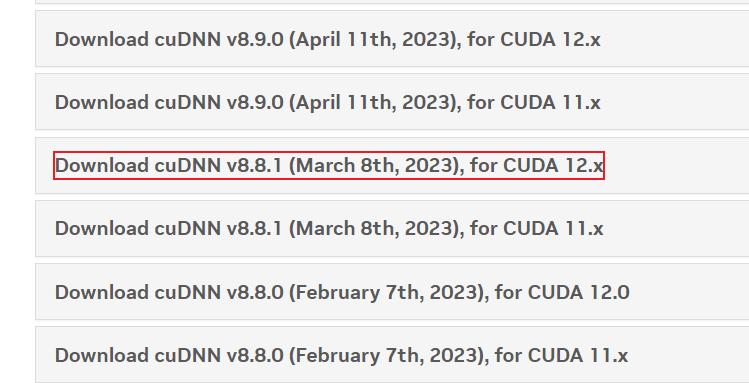 Download cuDNN v8.9.0 (April 11th, 2023), for CUDA 12.x
Download cuDNN v8.9.0 (April 11th, 2023), for CUDA 11.x
Download cuDNN v8.8.1 (March 8th, 2023), for CUDA 12.x
Download cuDNN v8.8.1 (March 8th, 2023), for CUDA 11.x
Download cuDNN v8.8.0 (February 7th, 2023), for CUDA 12.0
Download cuDNN v8.8.0 (February 7th, 2023), for CUDA 11.x